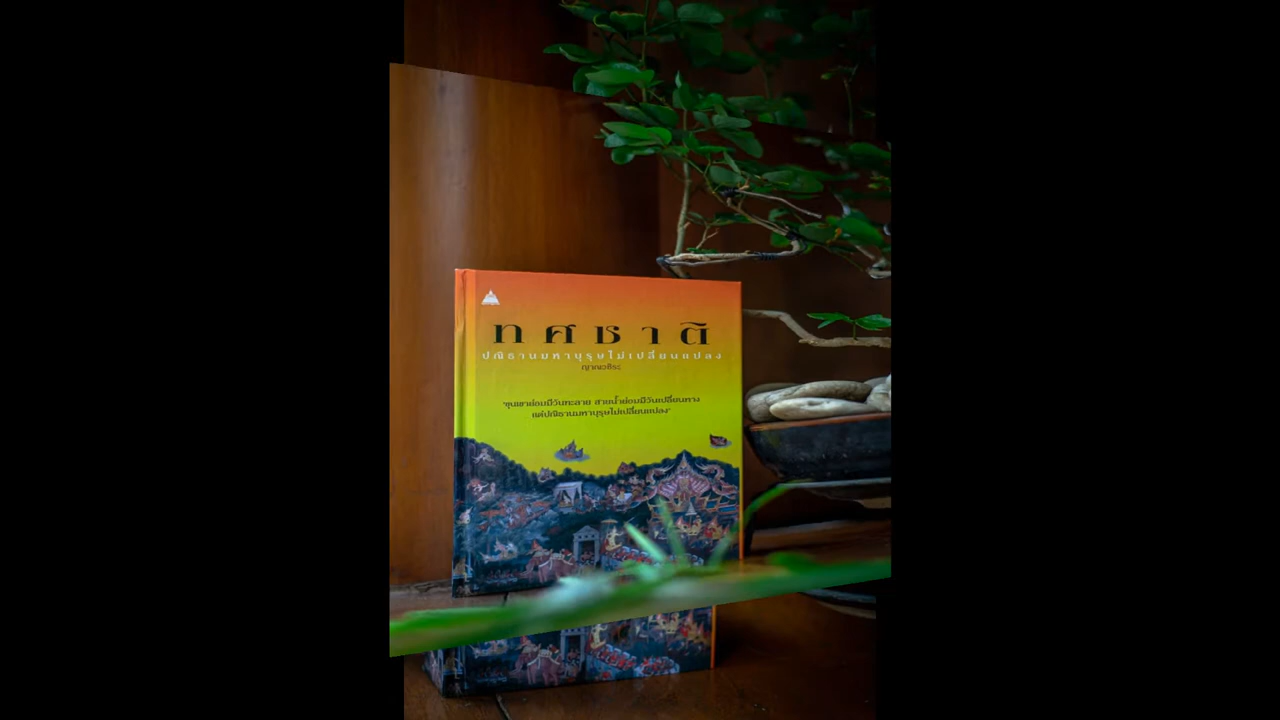 ทศชาติ
ปณิธานมหาบุรุษไม่เปลี่ยนแปลง
ญาณวชิระ
"ขุนเขาย่อมมีวันทะลาย สายน้ำย่อมมีวันเปลี่ยนทาง
แต่ปณิธานมหาบุรุษไม่เปลี่ยนแปลง"